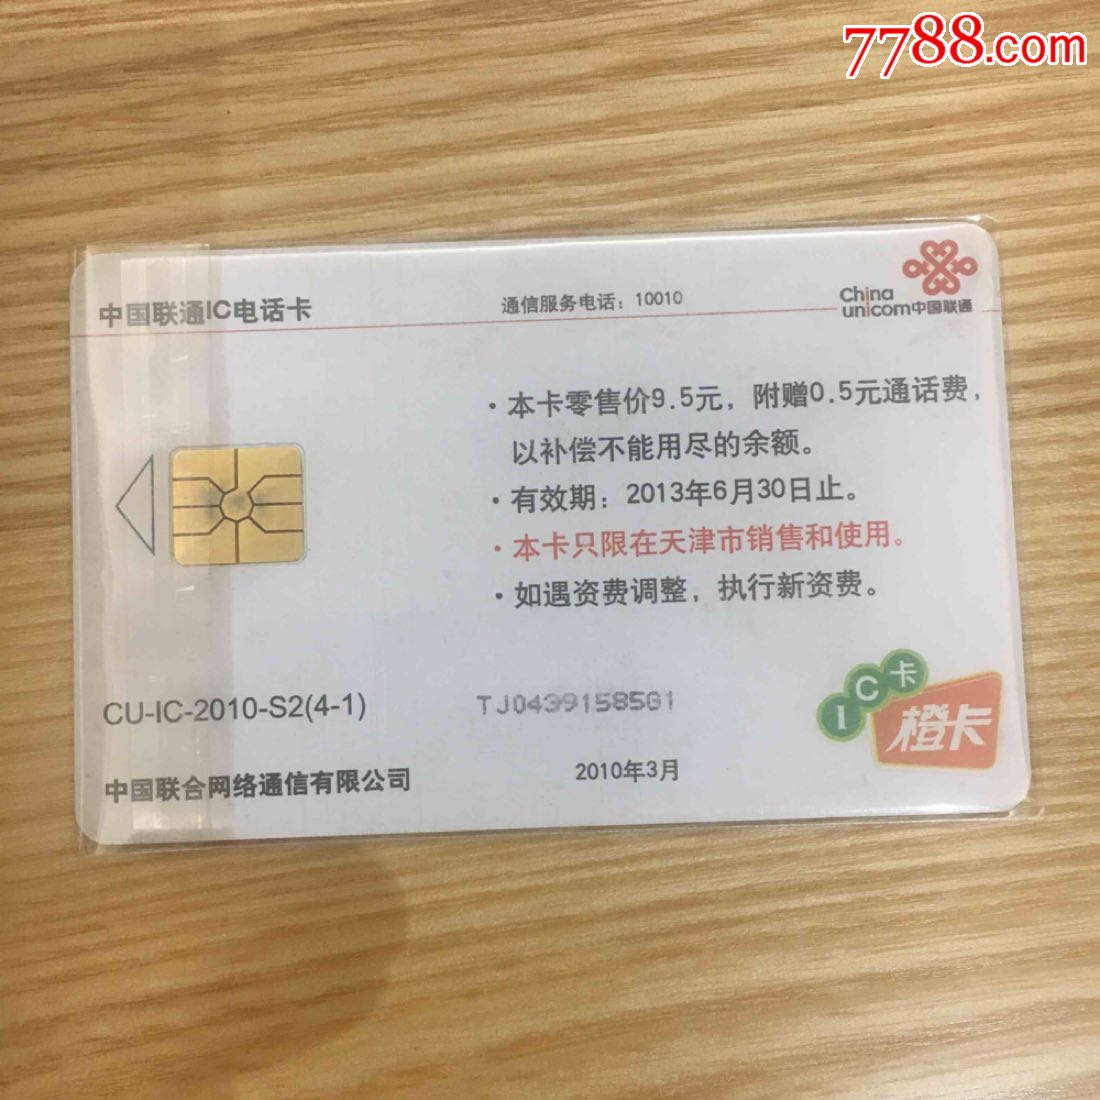 7788.com
中国联通IC电话卡
通信服务电话：10010
China
unicom中国联通
·本卡零售价9.5元，附赠0.5元通话费，
以补偿不能用尽的余额。
·有效期：2013年6月30日止。
·本卡只限在天津市销售和使用。
·如遇资费调整，执行新资费。
CU-IC-2010-S2(4-1)
TJ0439158501
IC卡
橙卡
中国联合网络通信有限公司
2010年3月